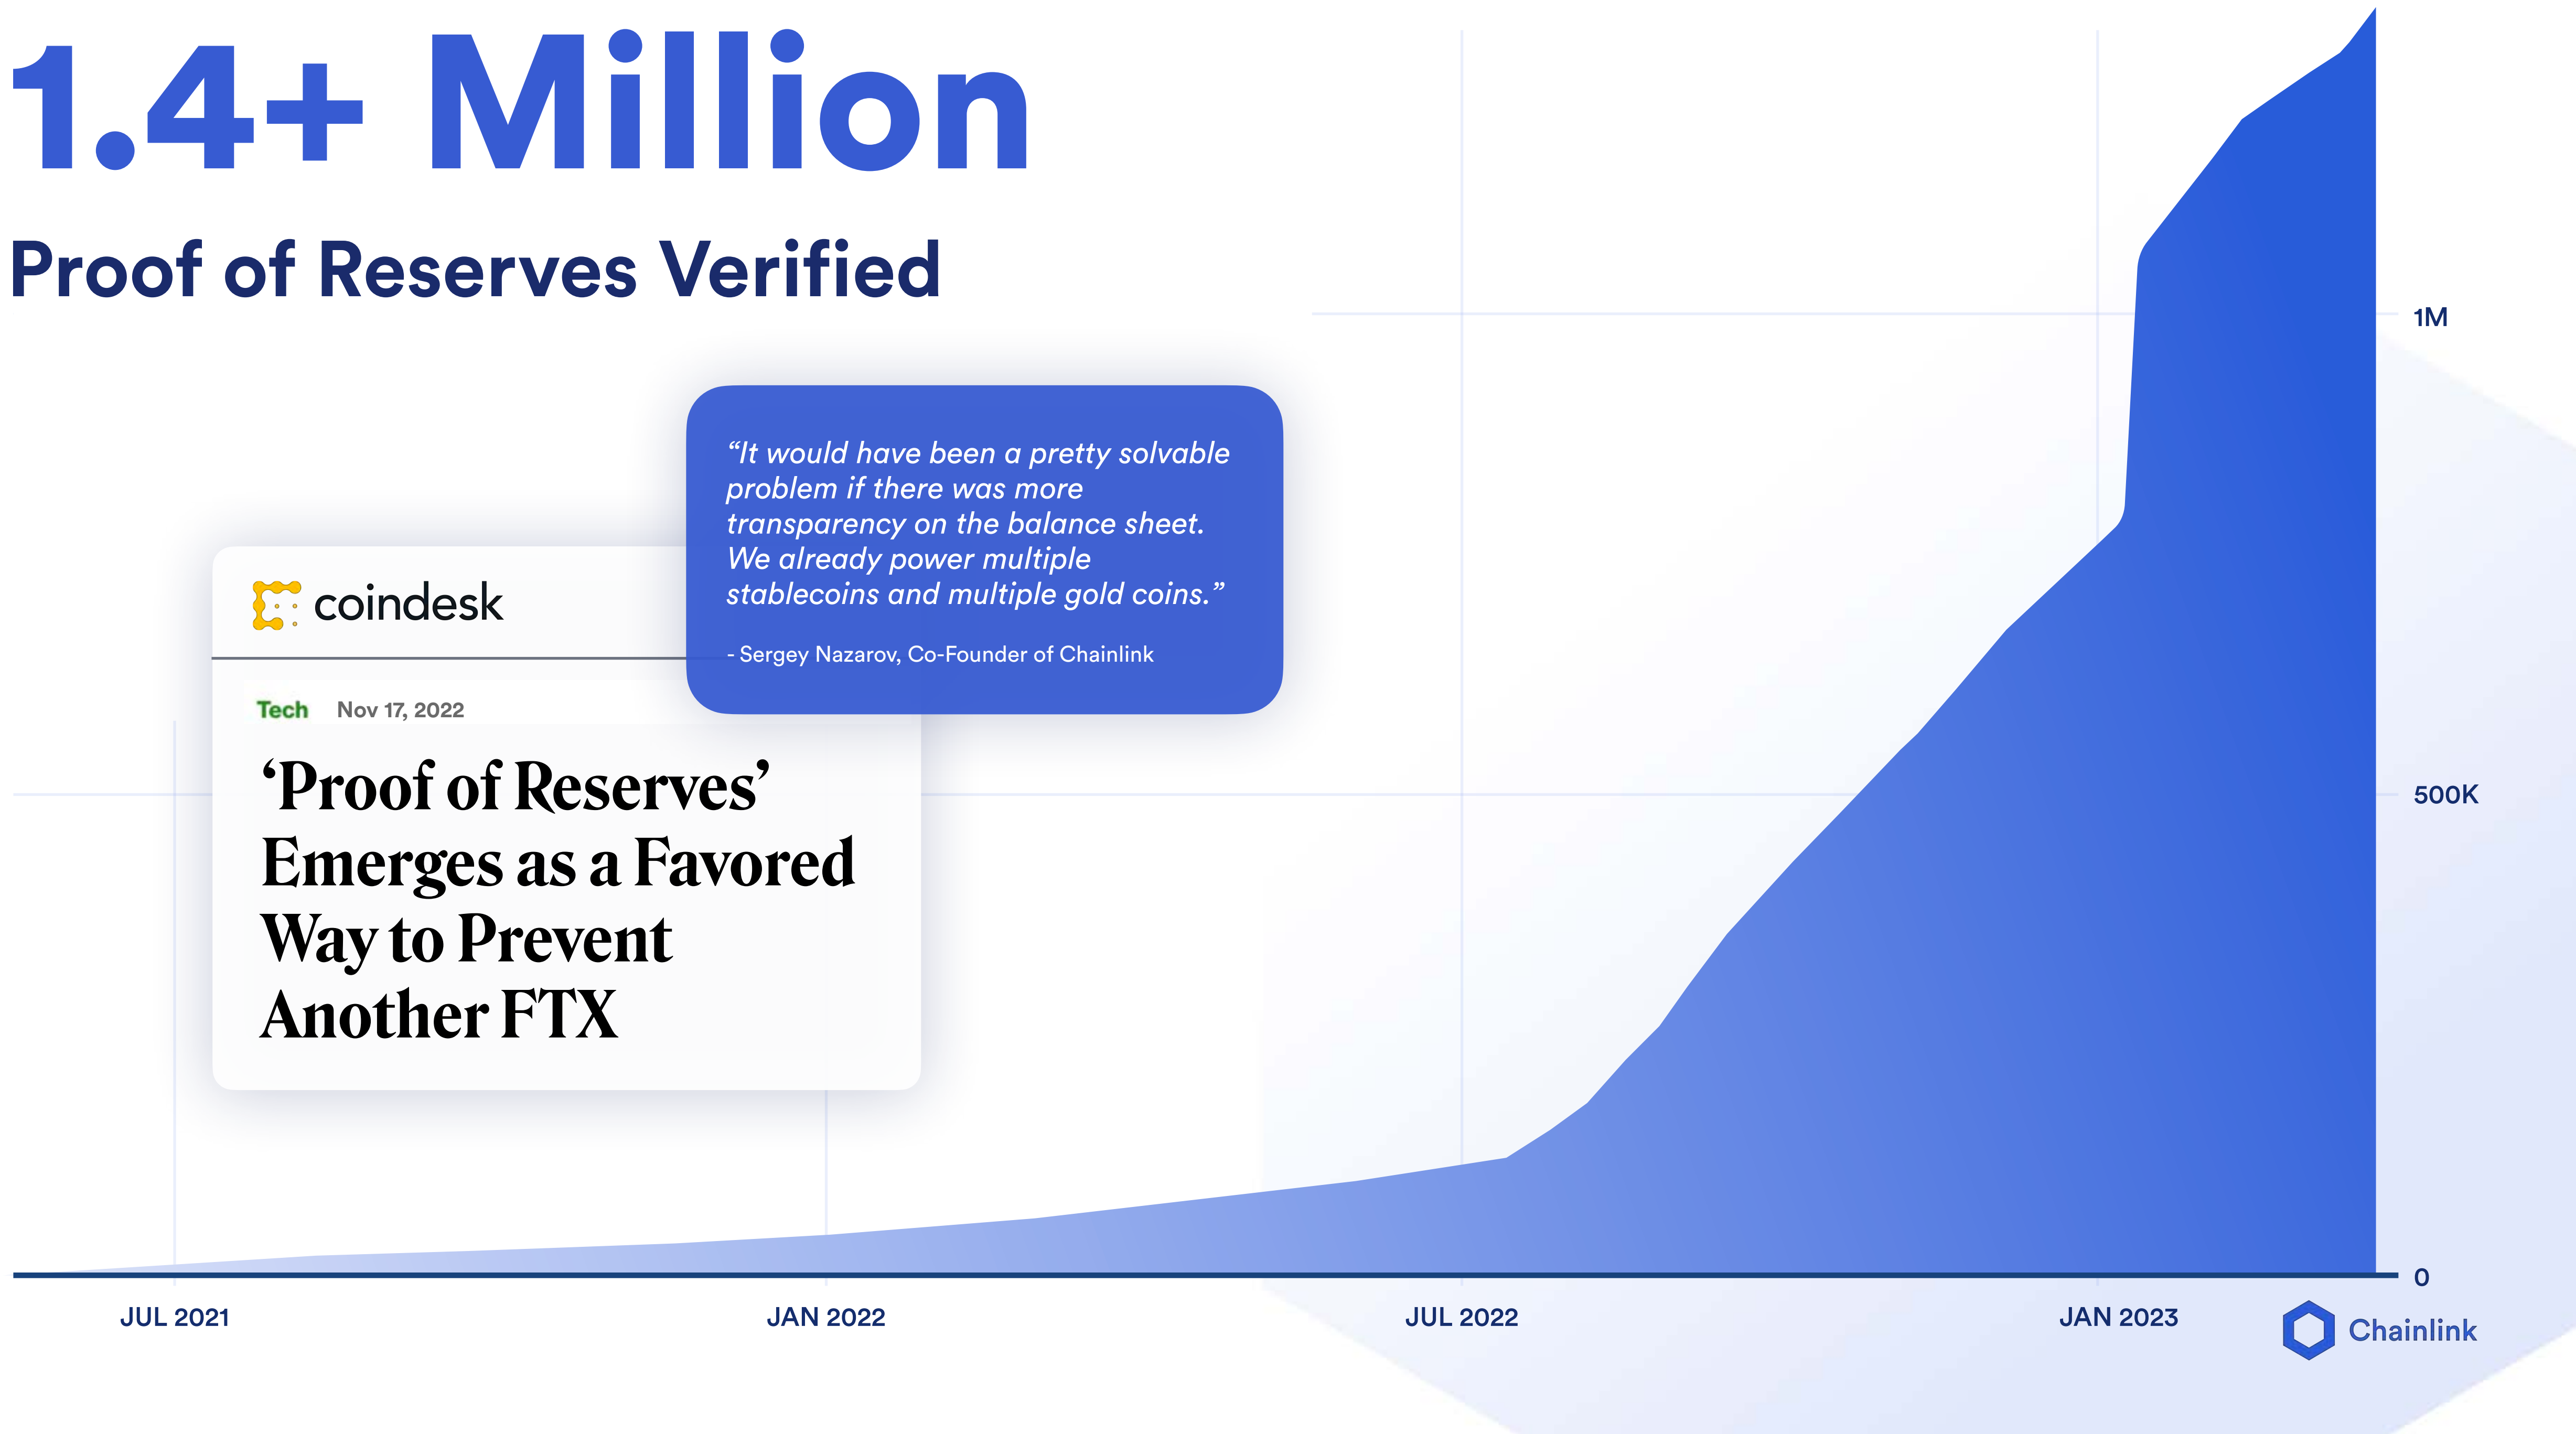 1.4+ Million
Proof of Reserves Verified
“It would have been a pretty solvable
problem if there was more
transparency on the balance sheet.
We already power multiple
stablecoins and multiple gold coins.”
- Sergey Nazarov, Co-Founder of Chainlink
coindesk
Tech Nov 17, 2022
‘Proof of Reserves’
Emerges as a Favored
Way to Prevent
Another FTX
1M
500K
0
JUL 2021 JAN 2022 JUL 2022 JAN 2023
Chainlink